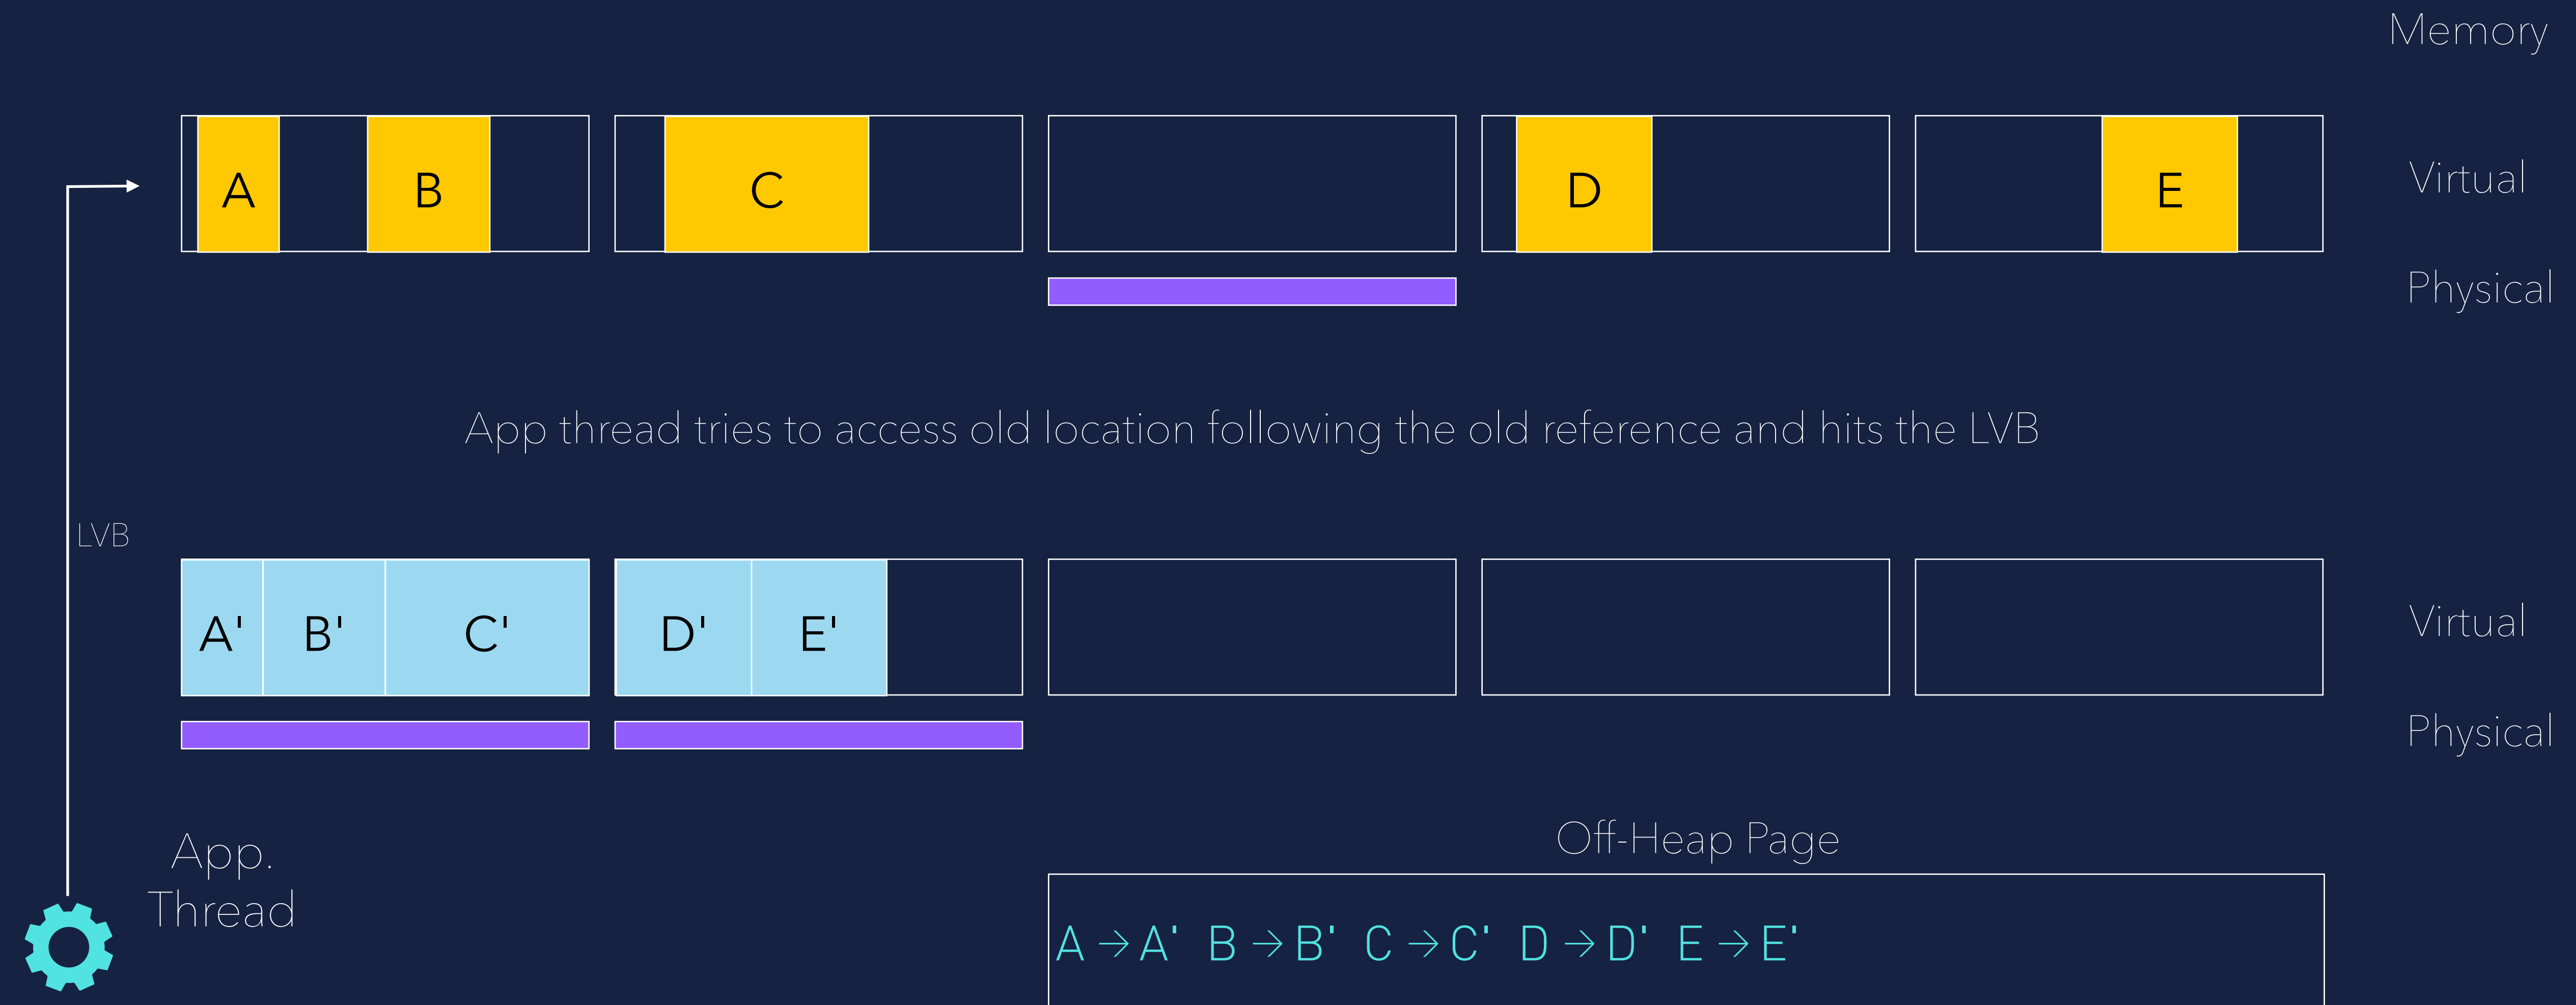 Memory
A B C D E Virtual
Physical
App thread tries to access old location following the old reference and hits the LVB
LVB
A' B' C' D' E' Virtual
Physical
App.
Thread
Off-Heap Page
A → A' B → B' C → C' D → D' E → E'